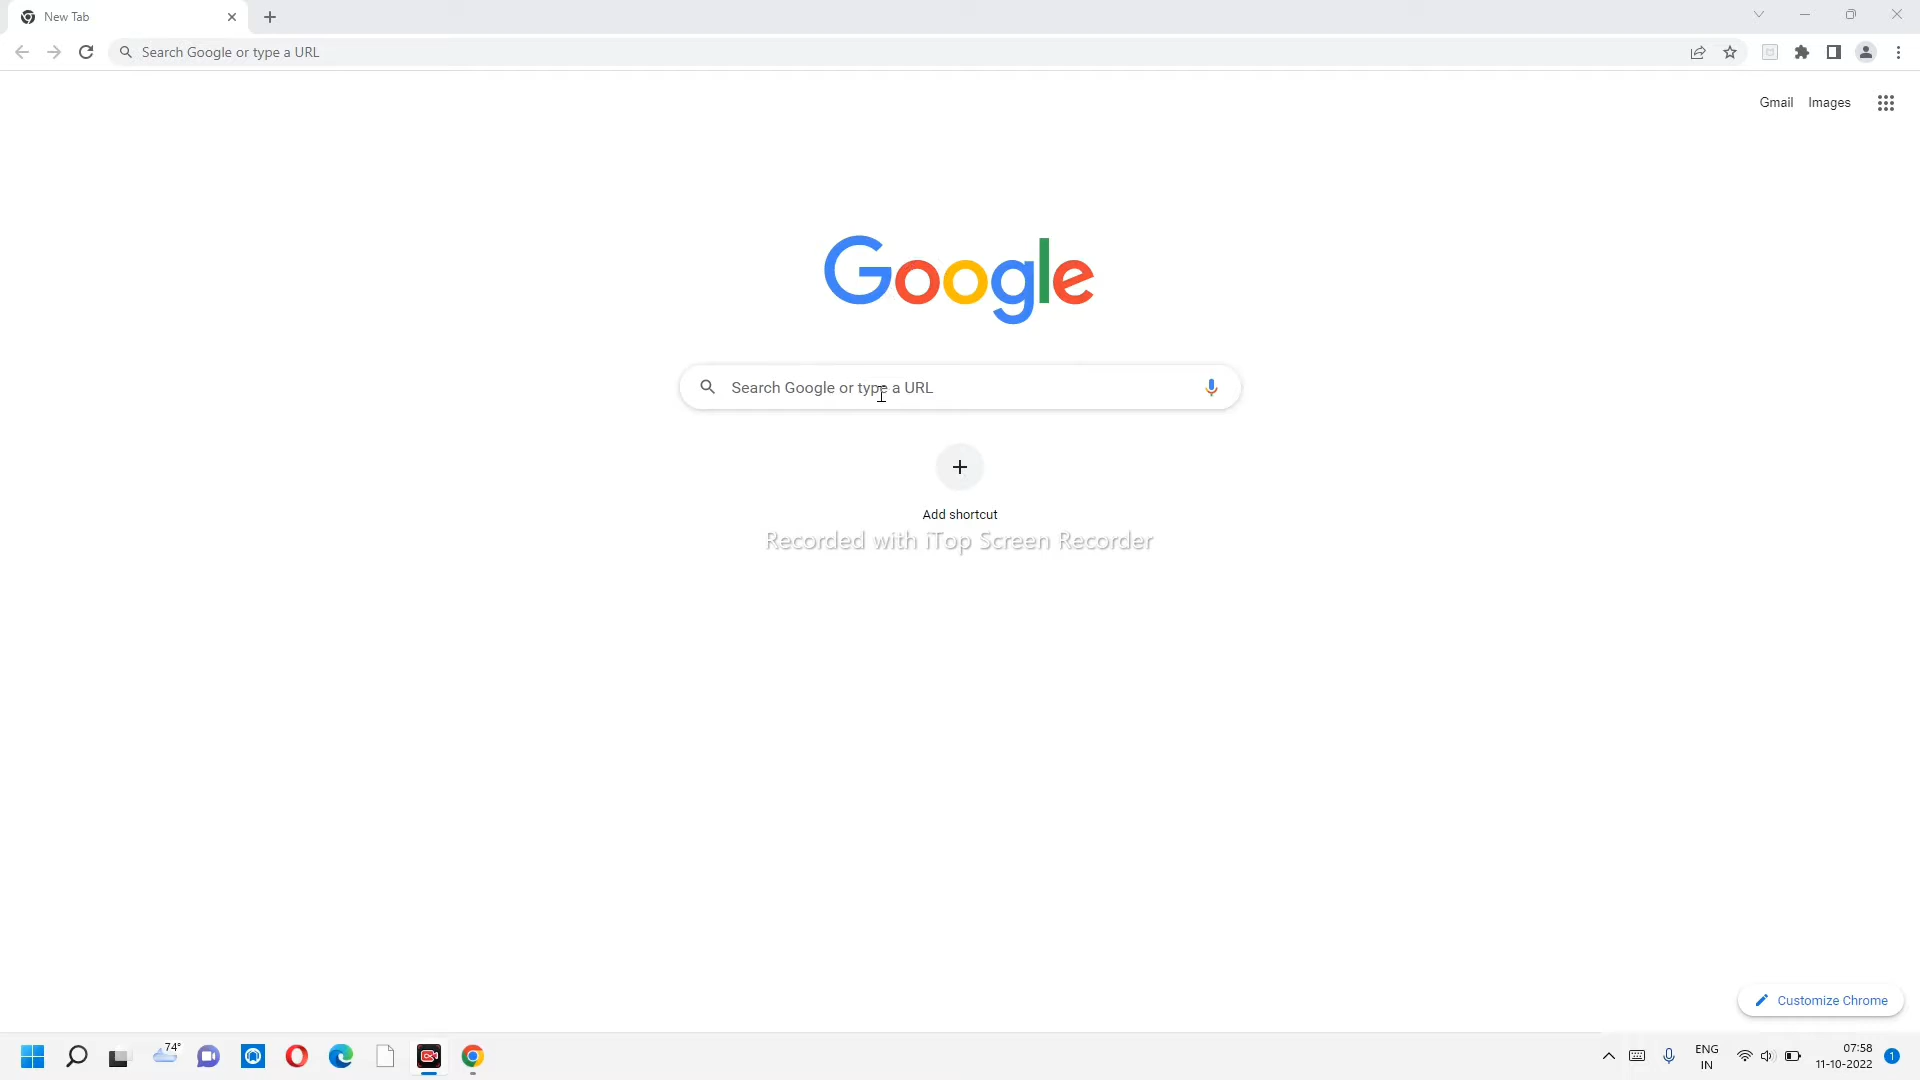 New Tab
Search Google or type a URL
Gmail Images
Google
Search Google or type a URL
Add shortcut
Recorded with iTop Screen Recorder
Customize Chrome
74°
ENG
IN
07:58
11-10-2022
1